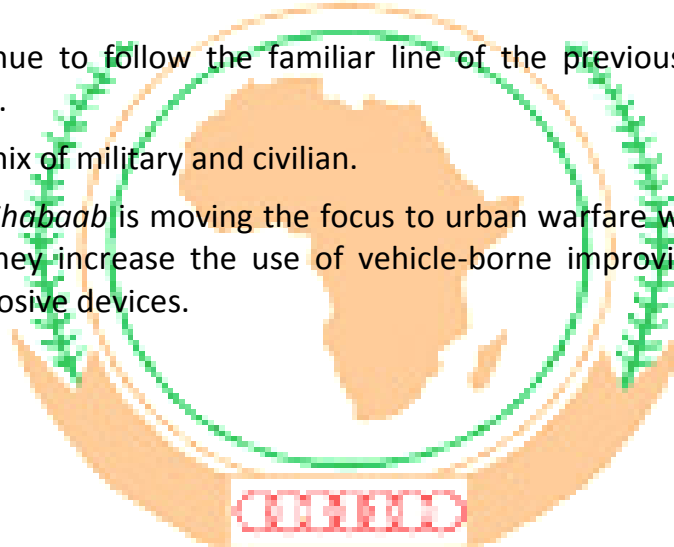 nue to follow the familiar line of the previous
.
nix of military and civilian.
Shabaab is moving the focus to urban warfare w
hey increase the use of vehicle-borne improvi
osive devices.